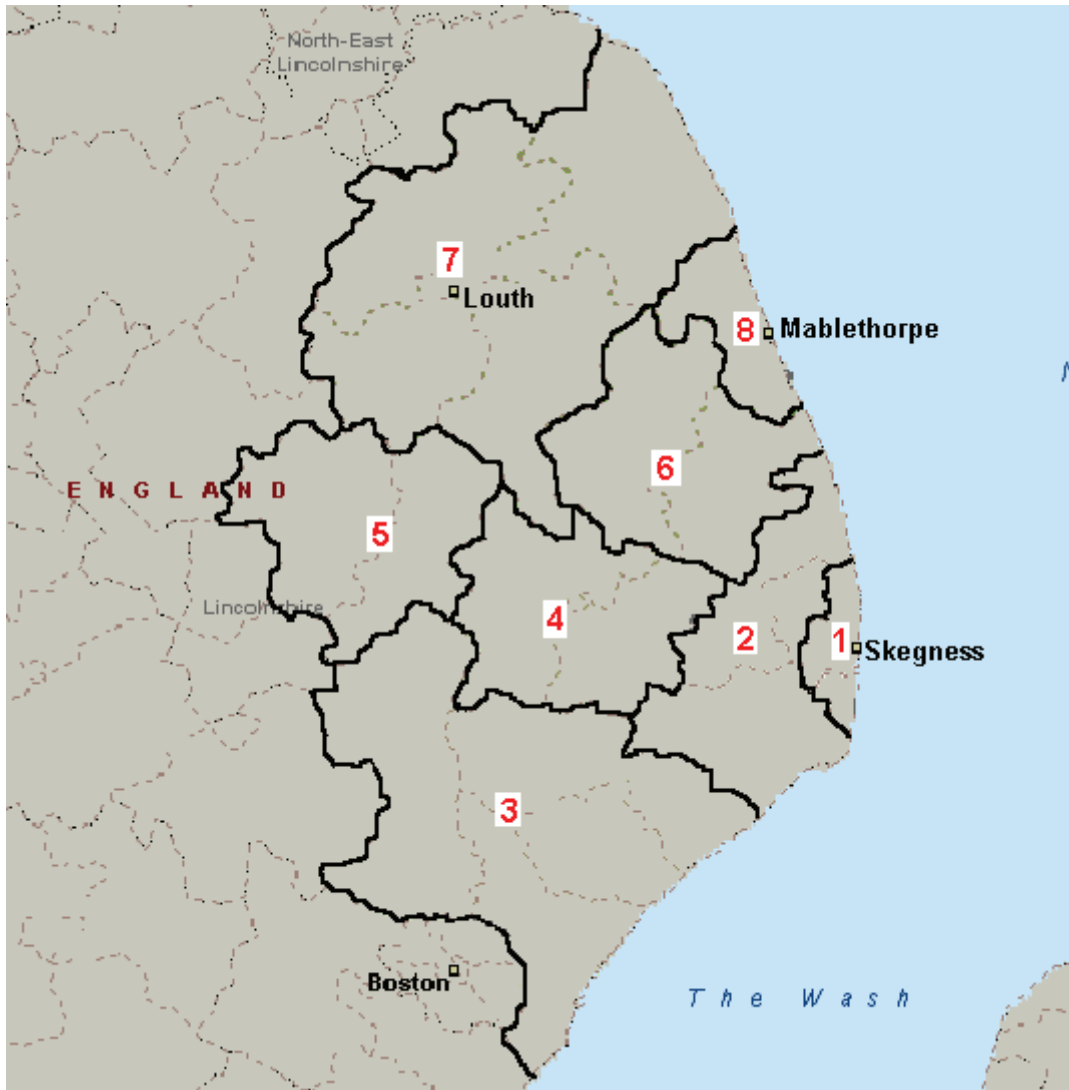 North-East
Lincolnshire
7
Louth
8
Mablethorpe
N
6
ENGLAND
5
Lincolnshire
4
2
1
Skegness
3
Boston
The Wash